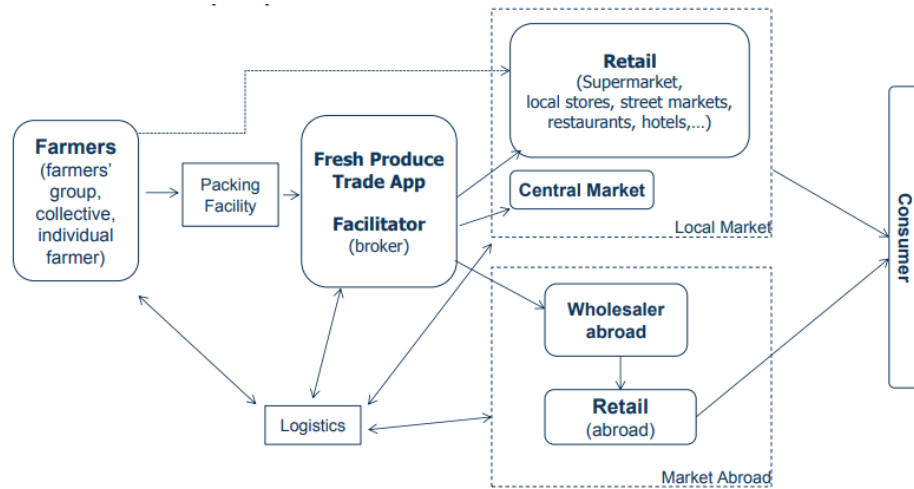 Farmers
(farmers'
group,
collective,
individual
farmer)
Packing
Facility
Fresh Produce
Trade App
Facilitator
(broker)
Retail
(Supermarket,
local stores, street markets,
restaurants, hotels,...)
Central Market
Local Market
Wholesaler
abroad
Retail
(abroad)
Market Abroad
Logistics
Consumer